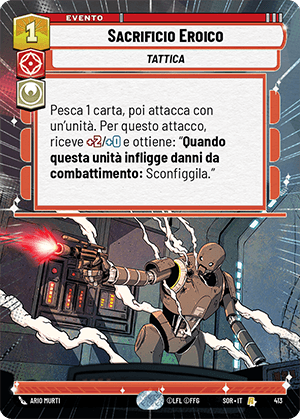 1
EVENTO
SACRIFICIO EROICO
TATTICA
Pesca 1 carta, poi attacca con
un'unità. Per questo attacco,
riceve +2/+0 e ottiene: “Quando
questa unità infligge danni da
combattimento: Sconfiggila.”
ARIO MURTI
©LFL ©FFG
SOR • IT
413